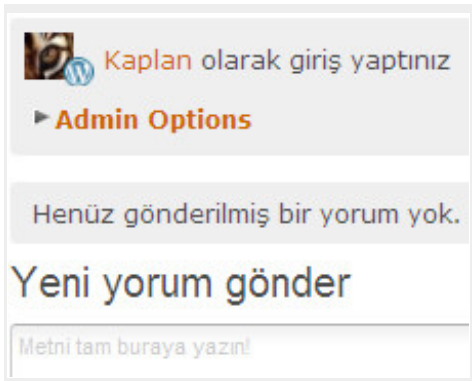 Kaplan olarak giriş yaptınız
Admin Options
Henüz gönderilmiş bir yorum yok.
Yeni yorum gönder
Metni tam buraya yazın!